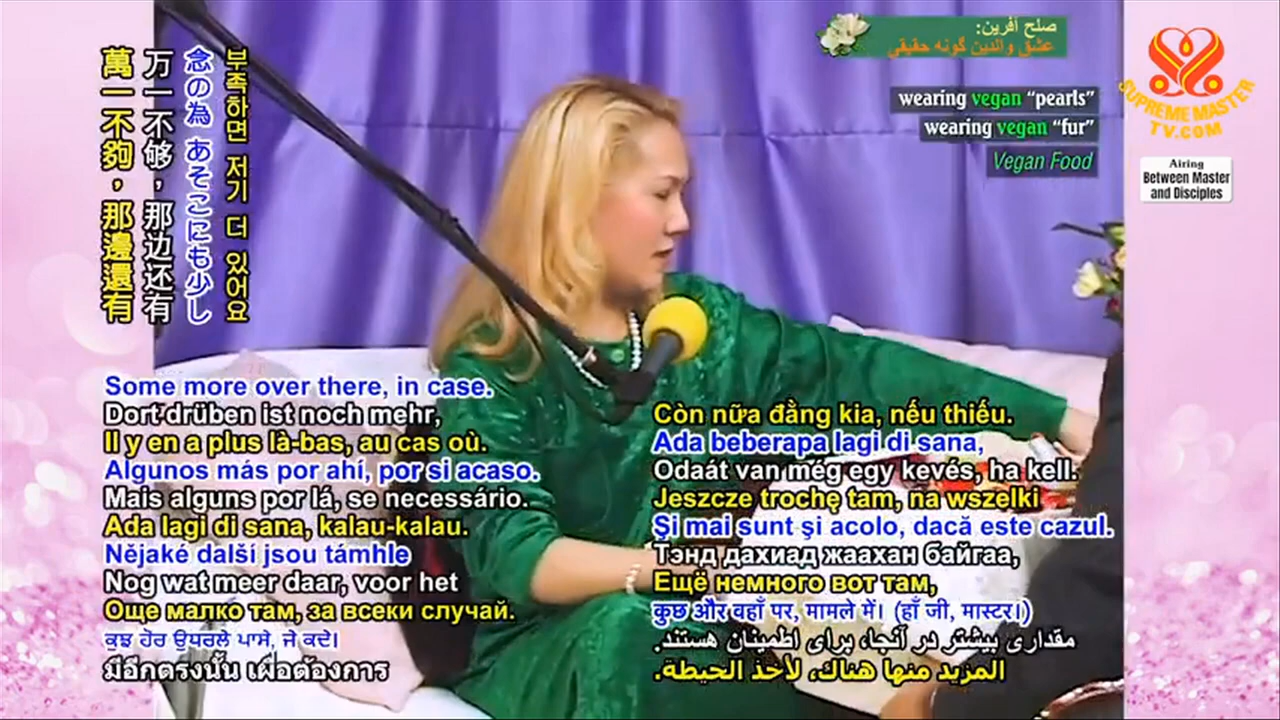 صلح آفرین:
عشق والدین گونه حقیقی
wearing vegan “pearls”
wearing vegan “fur”
Vegan Food
SUPREME MASTER
TV.COM
Airing
Between Master
and Disciples
萬一不夠，那邊還有
万一不够，那边还有
念の為 あそこにも少し
부족하면 저기 더 있어요
Some more over there, in case.
Dort drüben ist noch mehr,
Il y en a plus là-bas, au cas où.
Algunos más por ahí, por si acaso.
Mais alguns por lá, se necessário.
Ada lagi di sana, kalau-kalau.
Nějaké další jsou támhle
Nog wat meer daar, voor het
Още малко там, за всеки случай.
ਕੁਝ ਹੋਰ ਉਧਰਲੇ ਪਾਸੇ, ਜੇ ਕਦੇ।
มีอีกตรงนั้น เผื่อต้องการ
Còn nữa đằng kia, nếu thiếu.
Ada beberapa lagi di sana,
Odaát van még egy kevés, ha kell.
Jeszcze trochę tam, na wszelki
Şi mai sunt şi acolo, dacă este cazul.
Тэнд дахиад жаахан байгаа,
Ещё немного вот там,
कुछ और वहाँ पर, मामले में। (हाँ जी, मास्टर।)
مقداری بیشتر در آنجا، برای اطمینان هستند.
المزيد منها هناك، لأخذ الحيطة.